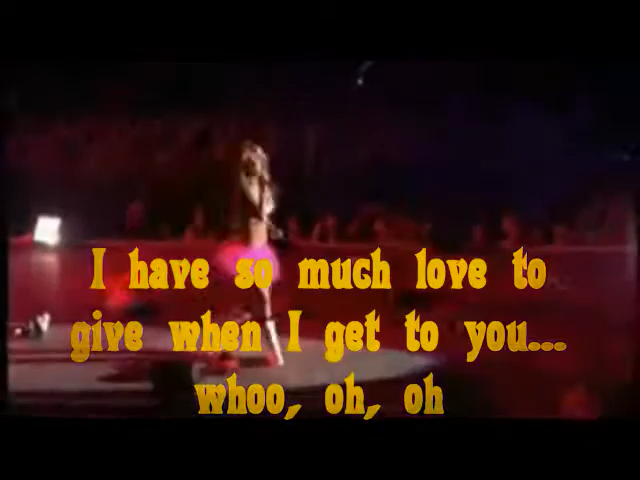 I have so much love to
give when I get to you...
whoo, oh, oh